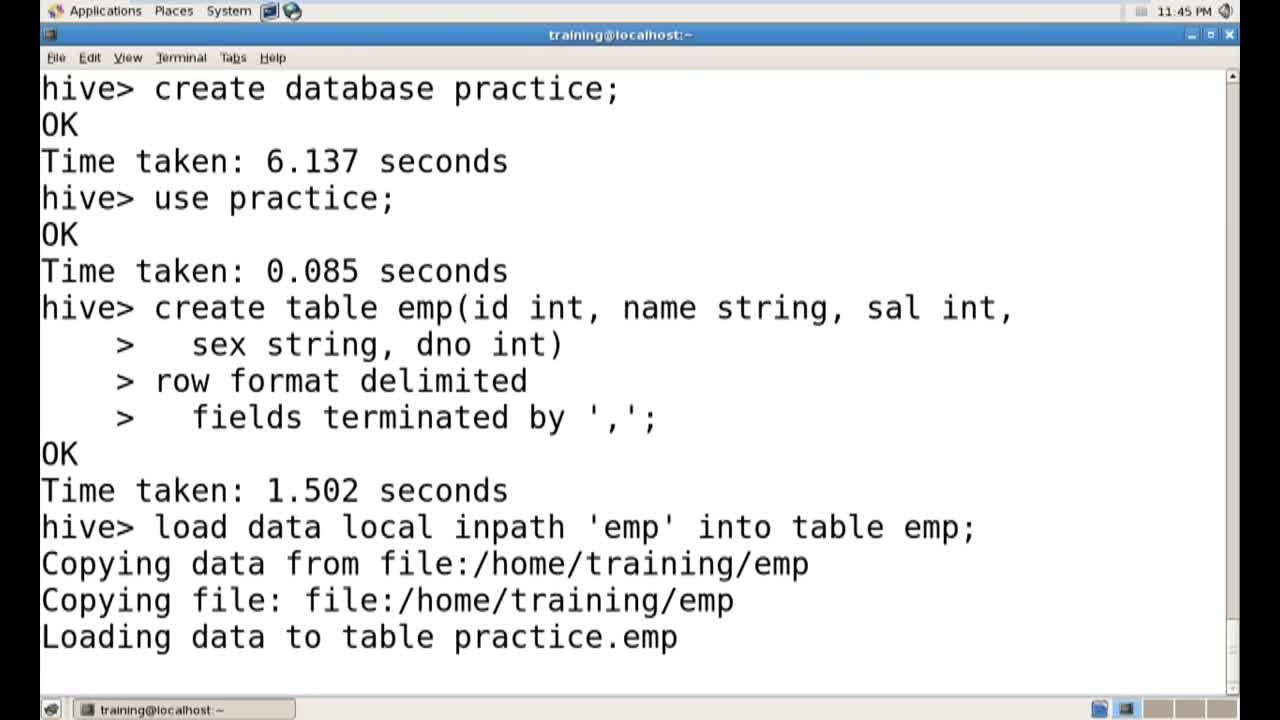 Applications Places System 11:45 PM
training@localhost:~
File Edit View Terminal Tabs Help
hive> create database practice;
OK
Time taken: 6.137 seconds
hive> use practice;
OK
Time taken: 0.085 seconds
hive> create table emp(id int, name string, sal int,
    >   sex string, dno int)
    > row format delimited
    >   fields terminated by ',';
OK
Time taken: 1.502 seconds
hive> load data local inpath 'emp' into table emp;
Copying data from file:/home/training/emp
Copying file: file:/home/training/emp
Loading data to table practice.emp
training@localhost:~